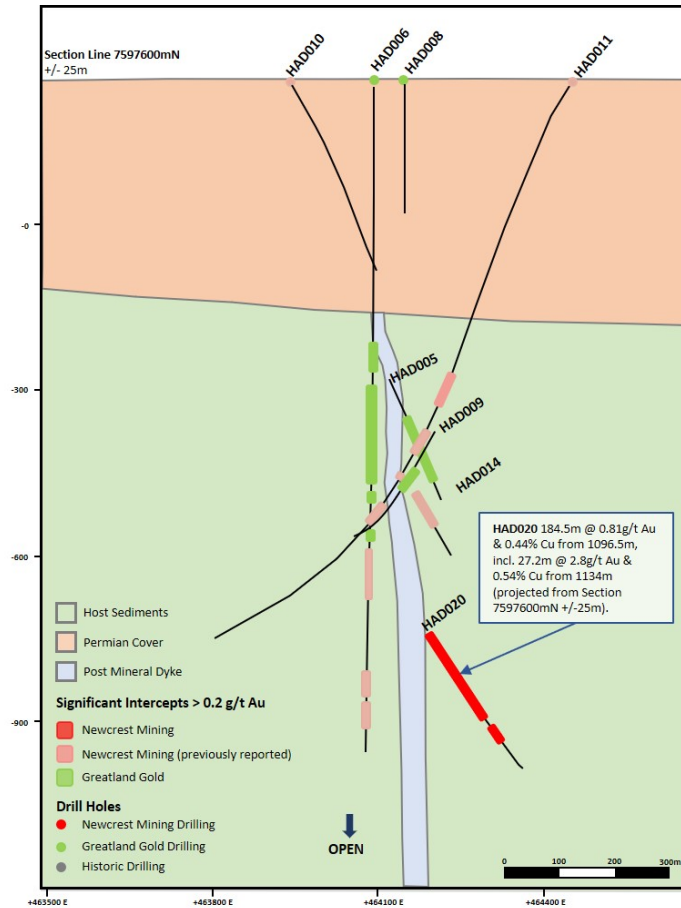 Section Line 7597600mN
+/- 25m
HAD010
HAD006
HAD008
HAD011
-0
-300
-600
-900
HAD005
HAD009
HAD014
HAD020
HAD020 184.5m @ 0.81g/t Au
& 0.44% Cu from 1096.5m,
incl. 27.2m @ 2.8g/t Au &
0.54% Cu from 1134m
(projected from Section
7597600mN +/-25m).
Host Sediments
Permian Cover
Post Mineral Dyke
Significant Intercepts > 0.2 g/t Au
Newcrest Mining
Newcrest Mining (previously reported)
Greatland Gold
Drill Holes
Newcrest Mining Drilling
Greatland Gold Drilling
Historic Drilling
OPEN
0 100 200 300m
+463500 E
+463800 E
+464100 E
+464400 E